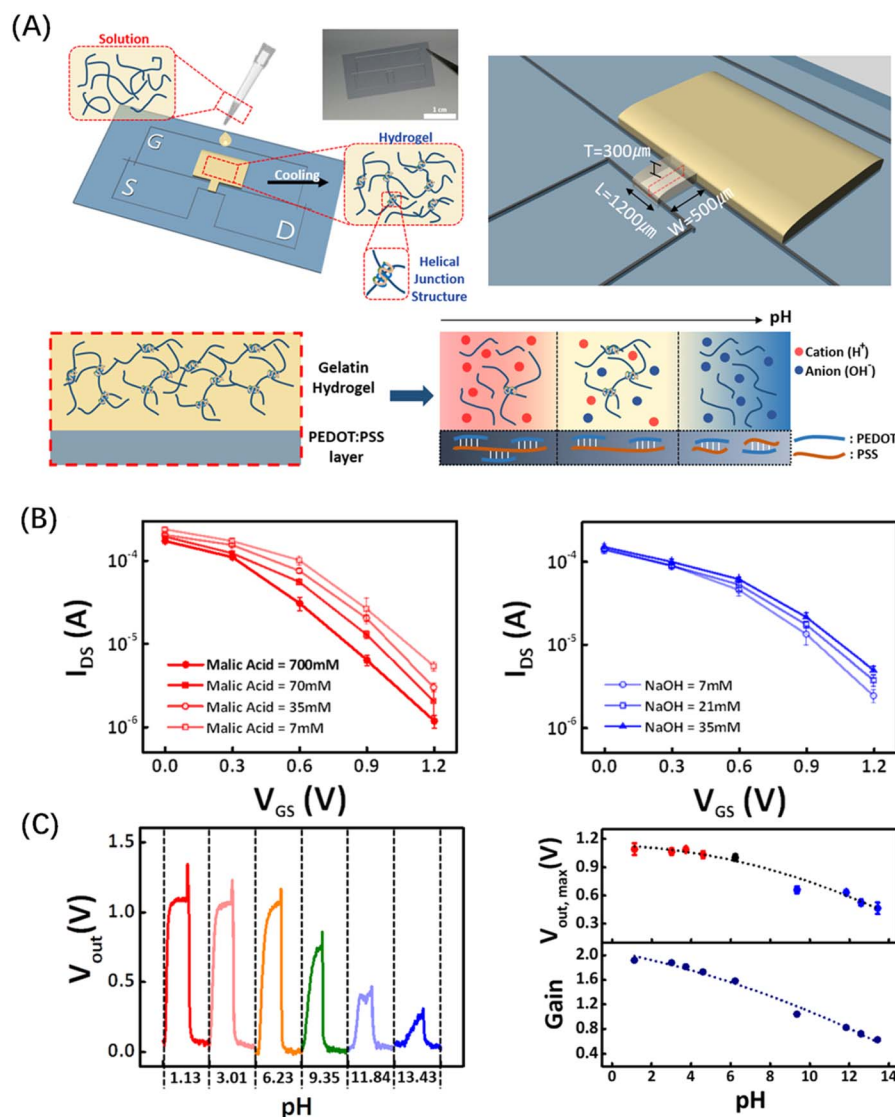 (A)
Solution
1 cm
G
S
D
Cooling
Hydrogel
Helical
Junction
Structure
T=300μm
L=1200μm
W=500μm
Gelatin
Hydrogel
PEDOT:PSS
layer
pH
Cation (H⁺)
Anion (OH⁻)
: PEDOT
: PSS
(B)
I_DS (A)
10⁻⁴
10⁻⁵
10⁻⁶
Malic Acid = 700mM
Malic Acid = 70mM
Malic Acid = 35mM
Malic Acid = 7mM
0.0 0.3 0.6 0.9 1.2
V_GS (V)
I_DS (A)
10⁻⁴
10⁻⁵
10⁻⁶
NaOH = 7mM
NaOH = 21mM
NaOH = 35mM
0.0 0.3 0.6 0.9 1.2
V_GS (V)
(C)
V_out (V)
1.5
1.0
0.5
0.0
1.13 3.01 6.23 9.35 11.84 13.43
pH
V_out, max (V)
1.2
0.9
0.6
0.3
Gain
2.0
1.6
1.2
0.8
0.4
0 2 4 6 8 10 12 14
pH